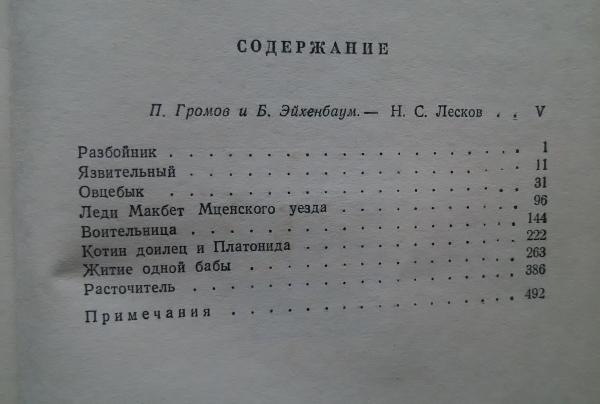 СОДЕРЖАНИЕ
П. Громов и Б. Эйхенбаум. — Н. С. Лесков . . V
Разбойник . . . . . . . . . . . . . . . . . . 1
Язвительный . . . . . . . . . . . . . . . . . 11
Овцебык . . . . . . . . . . . . . . . . . . 31
Леди Макбет Мценского уезда . . . . . . . . . . 96
Воительница . . . . . . . . . . . . . . . . . 144
Котин доилец и Платонида . . . . . . . . . . . 222
Житие одной бабы . . . . . . . . . . . . . . 263
Расточитель . . . . . . . . . . . . . . . . . 386
Примечания . . . . . . . . . . . . . . . 492